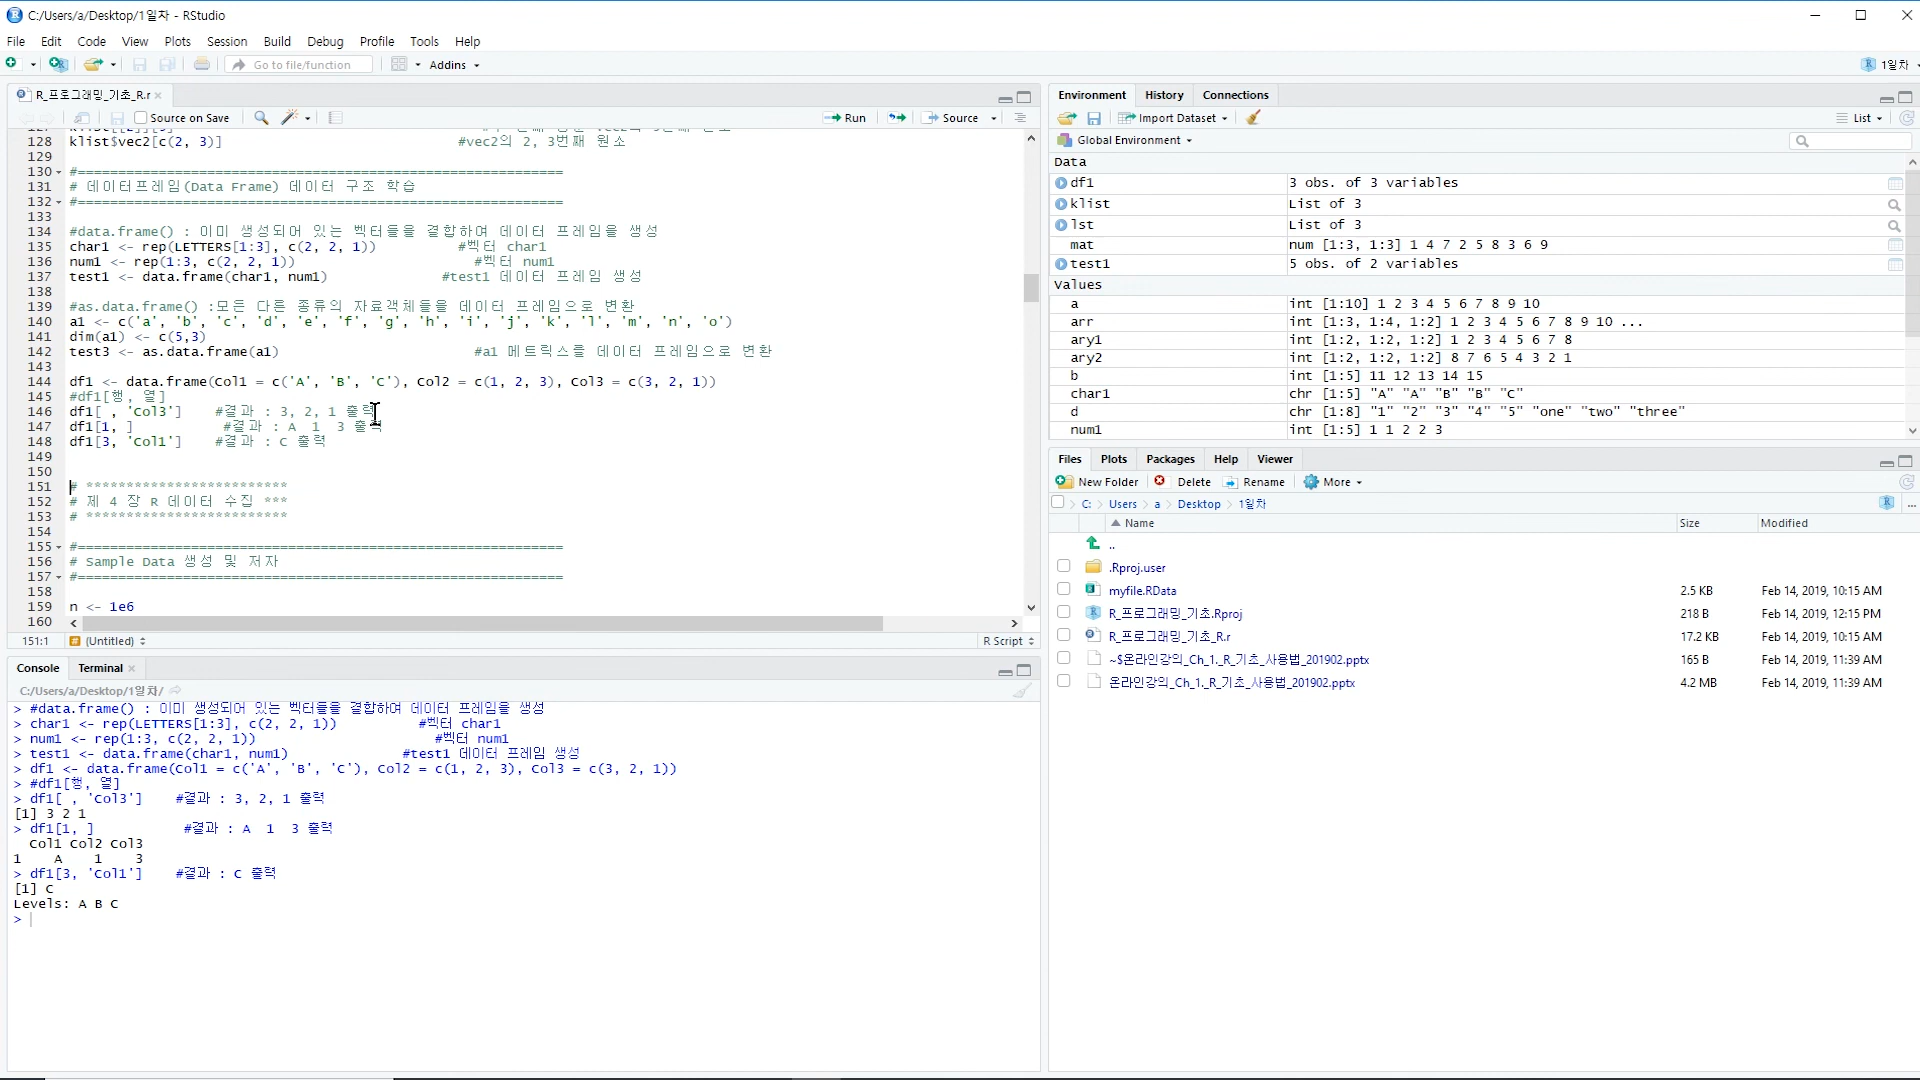 C:/Users/a/Desktop/1일차 - RStudio
File Edit Code View Plots Session Build Debug Profile Tools Help
Go to file/function Addins 1일차
R_프로그래밍_기초_R.r
Source on Save Run Source
128 klist$vec2[c(2, 3)] #vec2의 2, 3번째 원소
129
130 #============================================================
131 # 데이터프레임(Data Frame) 데이터 구조 학습
132 #============================================================
133
134 #data.frame() : 이미 생성되어 있는 벡터들을 결합하여 데이터 프레임을 생성
135 char1 <- rep(LETTERS[1:3], c(2, 2, 1)) #벡터 char1
136 num1 <- rep(1:3, c(2, 2, 1)) #벡터 num1
137 test1 <- data.frame(char1, num1) #test1 데이터 프레임 생성
138
139 #as.data.frame() :모든 다른 종류의 자료객체들을 데이터 프레임으로 변환
140 a1 <- c('a', 'b', 'c', 'd', 'e', 'f', 'g', 'h', 'i', 'j', 'k', 'l', 'm', 'n', 'o')
141 dim(a1) <- c(5,3)
142 test3 <- as.data.frame(a1) #a1 메트릭스를 데이터 프레임으로 변환
143
144 df1 <- data.frame(Col1 = c('A', 'B', 'C'), Col2 = c(1, 2, 3), Col3 = c(3, 2, 1))
145 #df1[행, 열]
146 df1[ , 'Col3'] #결과 : 3, 2, 1 출력
147 df1[1, ] #결과 : A 1 3 출력
148 df1[3, 'Col1'] #결과 : C 출력
149
150
151 # *************************
152 # 제 4 장 R 데이터 수집 ***
153 # *************************
154
155 #============================================================
156 # Sample Data 생성 및 저자
157 #============================================================
158
159 n <- 1e6
160
151:1 (Untitled) R Script
Console Terminal
C:/Users/a/Desktop/1일차/
> #data.frame() : 이미 생성되어 있는 벡터들을 결합하여 데이터 프레임을 생성
> char1 <- rep(LETTERS[1:3], c(2, 2, 1)) #벡터 char1
> num1 <- rep(1:3, c(2, 2, 1)) #벡터 num1
> test1 <- data.frame(char1, num1) #test1 데이터 프레임 생성
> df1 <- data.frame(Col1 = c('A', 'B', 'C'), Col2 = c(1, 2, 3), Col3 = c(3, 2, 1))
> #df1[행, 열]
> df1[ , 'Col3'] #결과 : 3, 2, 1 출력
[1] 3 2 1
> df1[1, ] #결과 : A 1 3 출력
Col1 Col2 Col3
1 A 1 3
> df1[3, 'Col1'] #결과 : C 출력
[1] C
Levels: A B C
>
Environment History Connections
Import Dataset List
Global Environment
Data
df1 3 obs. of 3 variables
klist List of 3
lst List of 3
mat num [1:3, 1:3] 1 4 7 2 5 8 3 6 9
test1 5 obs. of 2 variables
Values
a int [1:10] 1 2 3 4 5 6 7 8 9 10
arr int [1:3, 1:4, 1:2] 1 2 3 4 5 6 7 8 9 10 ...
ary1 int [1:2, 1:2, 1:2] 1 2 3 4 5 6 7 8
ary2 int [1:2, 1:2, 1:2] 8 7 6 5 4 3 2 1
b int [1:5] 11 12 13 14 15
char1 chr [1:5] "A" "A" "B" "B" "C"
d chr [1:8] "1" "2" "3" "4" "5" "one" "two" "three"
num1 int [1:5] 1 1 2 2 3
Files Plots Packages Help Viewer
New Folder Delete Rename More
C: Users a Desktop 1일차 ...
Name Size Modified
..
.Rproj.user
myfile.RData 2.5 KB Feb 14, 2019, 10:15 AM
R_프로그래밍_기초.Rproj 218 B Feb 14, 2019, 12:15 PM
R_프로그래밍_기초_R.r 17.2 KB Feb 14, 2019, 10:15 AM
~$온라인강의_Ch_1._R_기초_사용법_201902.pptx 165 B Feb 14, 2019, 11:39 AM
온라인강의_Ch_1._R_기초_사용법_201902.pptx 4.2 MB Feb 14, 2019, 11:39 AM